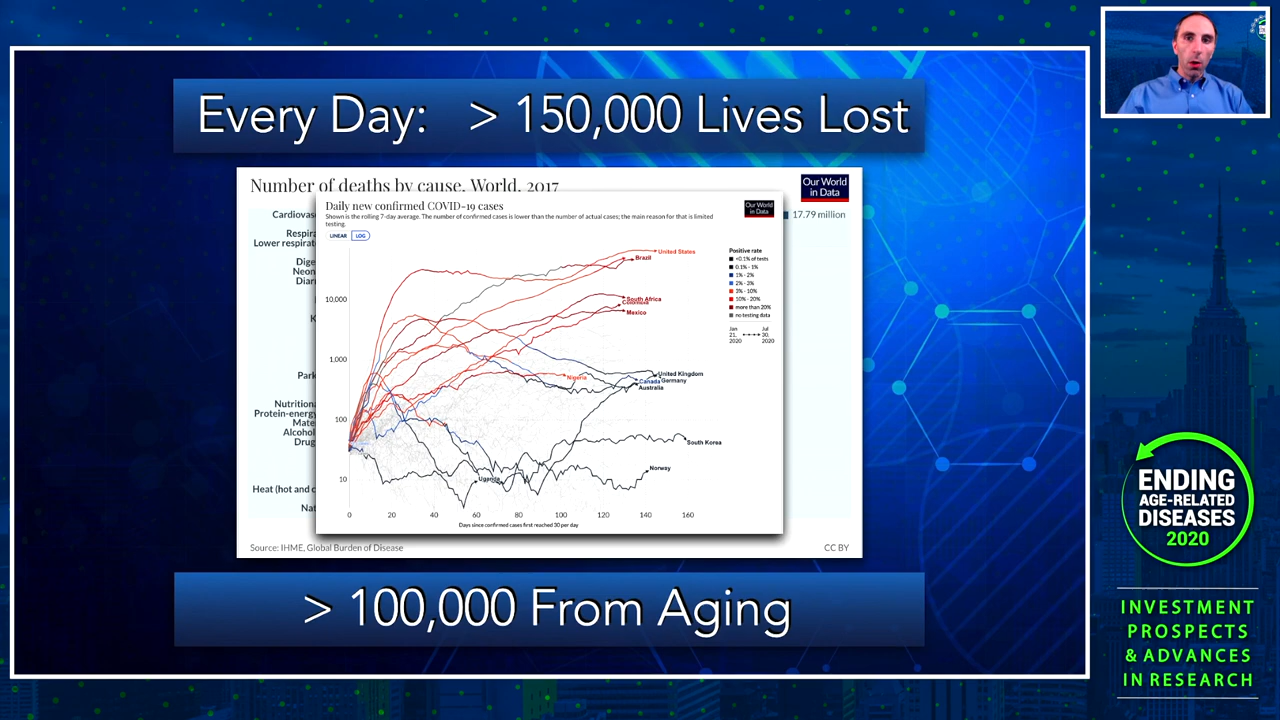 Every Day: > 150,000 Lives Lost
Number of deaths by cause, World, 2017
Our World
in Data
17.79 million
Daily new confirmed COVID-19 cases
Shown is the rolling 7-day average. The number of confirmed cases is lower than the number of actual cases; the main reason for that is limited
testing.
Our World
in Data
LINEAR LOG
Cardiovas
Respira
Lower respirat
Dige
Neon
Diar
K
Park
Nutritiona
Protein-energy
Mate
Alcohol
Drug
Heat (hot and c
Nat
10,000
1,000
100
10
0 20 40 60 80 100 120 140 160
Days since confirmed cases first reached 30 per day
United States
Brazil
South Africa
Colombia
Mexico
Nigeria
United Kingdom
Canada
Germany
Australia
South Korea
Norway
Uganda
Positive rate
<0.1% of tests
0.1% - 1%
1% - 2%
2% - 3%
3% - 10%
10% - 20%
more than 20%
no testing data
Jan
21,
2020
Jul
30,
2020
Source: IHME, Global Burden of Disease
CC BY
> 100,000 From Aging
ENDING
AGE-RELATED
DISEASES
2020
INVESTMENT
PROSPECTS
& ADVANCES
IN RESEARCH